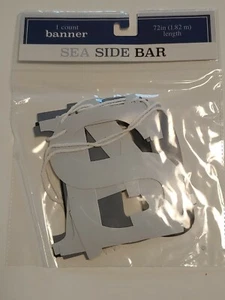 1 count 72in (1.82 m)
banner length
SEA SIDE BAR